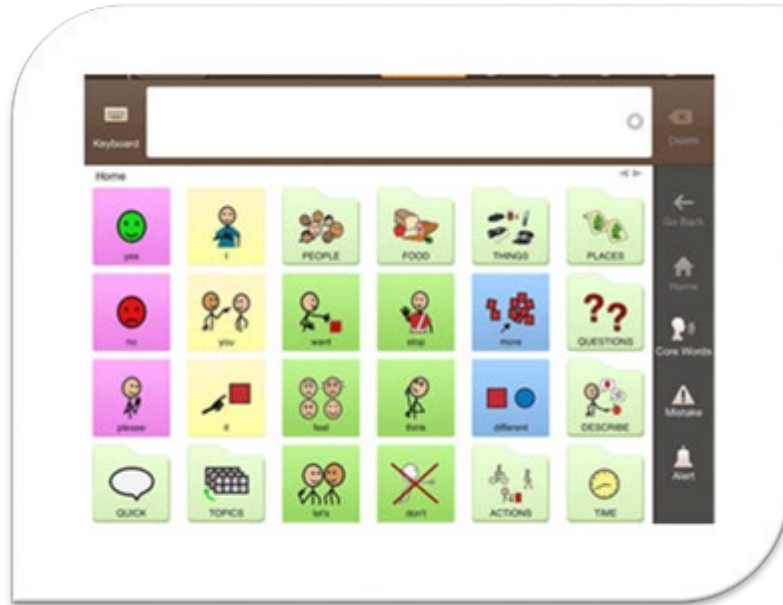 Keyboard
Delete
Home
yes
I
PEOPLE
FOOD
THINGS
PLACES
Go Back
no
you
want
stop
more
QUESTIONS
Home
Core Words
please
it
feel
think
different
DESCRIBE
Mistake
QUICK
TOPICS
let's
don't
ACTIONS
TIME
Alert